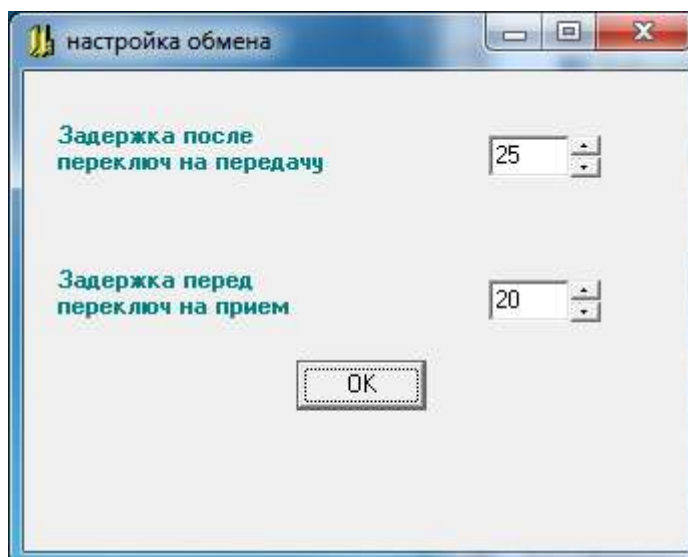 настройка обмена
Задержка после
переключ на передачу
25
Задержка перед
переключ на прием
20
OK